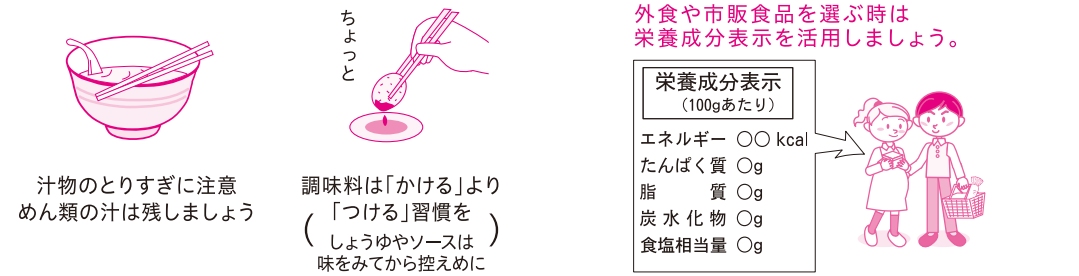 汁物のとりすぎに注意
めん類の汁は残しましょう
ちょっと
調味料は「かける」より
「つける」習慣を
(しょうゆやソースは
味をみてから控えめに)
外食や市販食品を選ぶ時は
栄養成分表示を活用しましょう。
栄養成分表示
(100gあたり)
エネルギー 〇〇 kcal
たんぱく質 〇g
脂質 〇g
炭水化物 〇g
食塩相当量 〇g